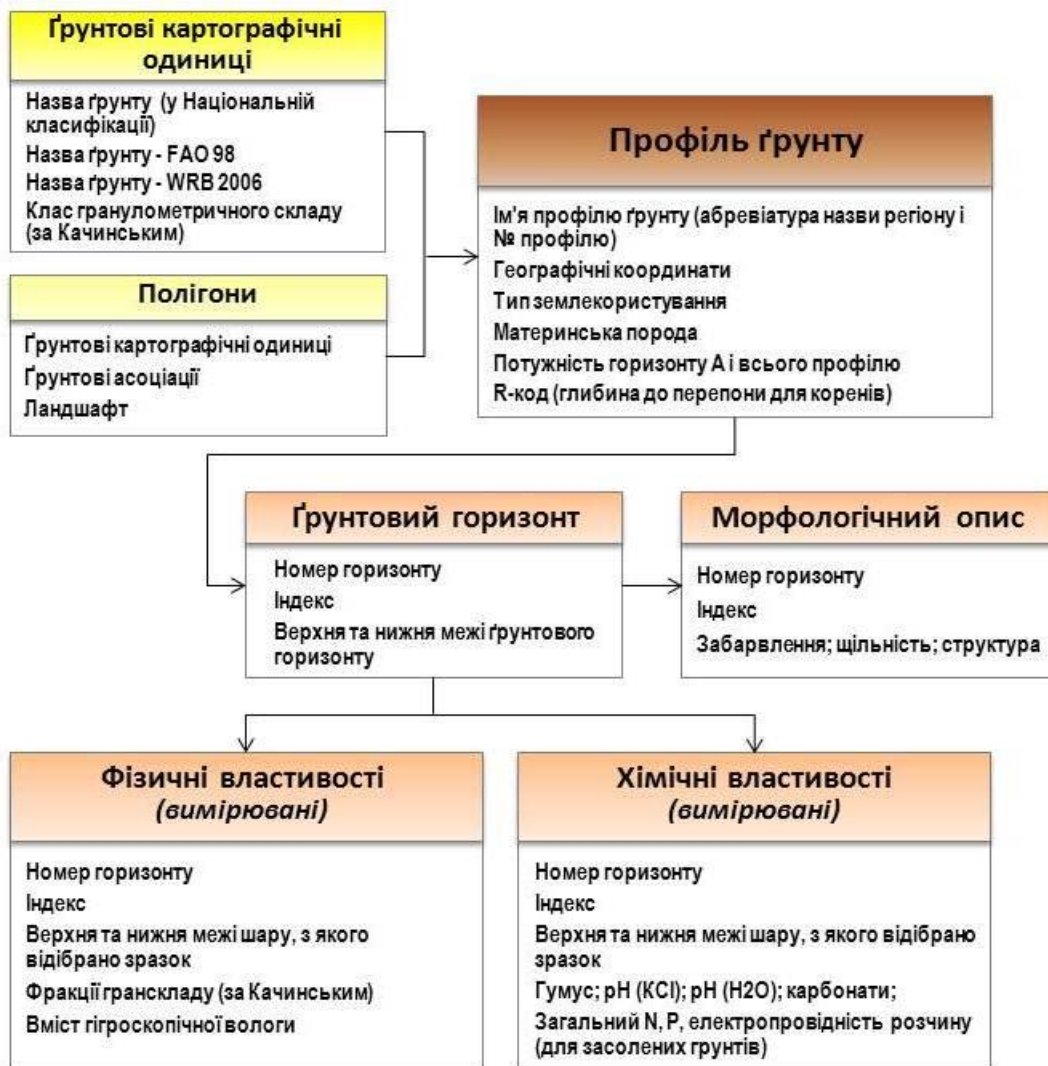 Ґрунтові картографічні
одиниці
Назва ґрунту (у Національній
класифікації)
Назва ґрунту - FAO 98
Назва ґрунту - WRB 2006
Клас гранулометричного складу
(за Качинським)
Полігони
Ґрунтові картографічні одиниці
Ґрунтові асоціації
Ландшафт
Профіль ґрунту
Ім'я профілю ґрунту (абревіатура назви регіону і
№ профілю)
Географічні координати
Тип землекористування
Материнська порода
Потужність горизонту А і всього профілю
R-код (глибина до перепони для коренів)
Ґрунтовий горизонт
Номер горизонту
Індекс
Верхня та нижня межі ґрунтового
горизонту
Морфологічний опис
Номер горизонту
Індекс
Забарвлення; щільність; структура
Фізичні властивості
(вимірювані)
Номер горизонту
Індекс
Верхня та нижня межі шару, з якого
відібрано зразок
Фракції грансκладу (за Качинським)
Вміст гігроскопічної вологи
Хімічні властивості
(вимірювані)
Номер горизонту
Індекс
Верхня та нижня межі шару, з якого відібрано
зразок
Гумус; pH (KCl); pH (H2O); карбонати;
Загальний N, P, електропровідність розчину
(для засолених грунтів)